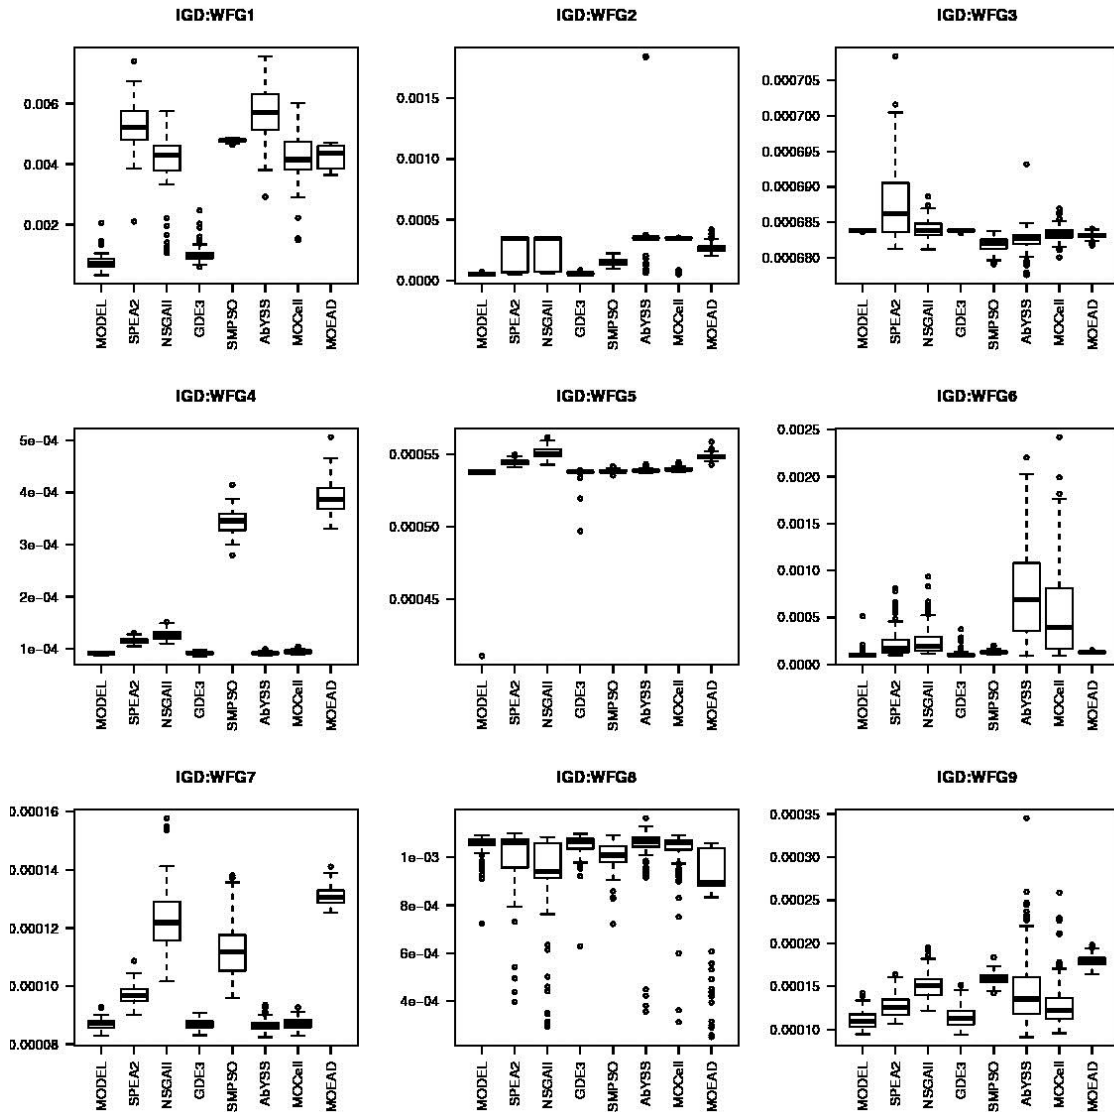 IGD:WFG1
0.006
0.004
0.002
MODEL
SPEA2
NSGAII
GDE3
SMPSO
AbYSS
MOCell
MOEAD
IGD:WFG2
0.0015
0.0010
0.0005
0.0000
MODEL
SPEA2
NSGAII
GDE3
SMPSO
AbYSS
MOCell
MOEAD
IGD:WFG3
0.000705
0.000700
0.000695
0.000690
0.000685
0.000680
MODEL
SPEA2
NSGAII
GDE3
SMPSO
AbYSS
MOCell
MOEAD
IGD:WFG4
5e-04
4e-04
3e-04
2e-04
1e-04
MODEL
SPEA2
NSGAII
GDE3
SMPSO
AbYSS
MOCell
MOEAD
IGD:WFG5
0.00055
0.00050
0.00045
MODEL
SPEA2
NSGAII
GDE3
SMPSO
AbYSS
MOCell
MOEAD
IGD:WFG6
0.0025
0.0020
0.0015
0.0010
0.0005
0.0000
MODEL
SPEA2
NSGAII
GDE3
SMPSO
AbYSS
MOCell
MOEAD
IGD:WFG7
0.00016
0.00014
0.00012
0.00010
0.00008
MODEL
SPEA2
NSGAII
GDE3
SMPSO
AbYSS
MOCell
MOEAD
IGD:WFG8
1e-03
8e-04
6e-04
4e-04
MODEL
SPEA2
NSGAII
GDE3
SMPSO
AbYSS
MOCell
MOEAD
IGD:WFG9
0.00035
0.00030
0.00025
0.00020
0.00015
0.00010
MODEL
SPEA2
NSGAII
GDE3
SMPSO
AbYSS
MOCell
MOEAD